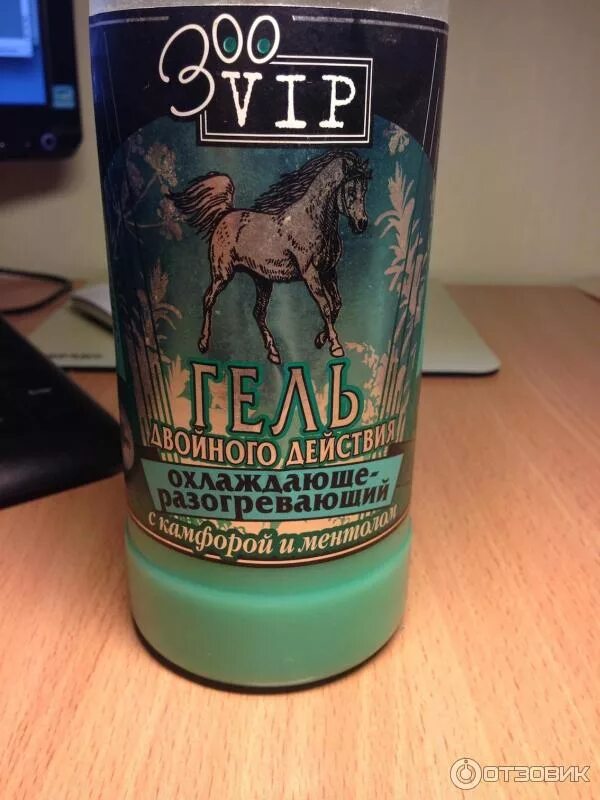 Зоо
VIP
ГЕЛЬ
ДВОЙНОГО ДЕЙСТВИЯ
охлаждающе-
разогревающий
с камфорой и ментолом
ОТЗОВИК